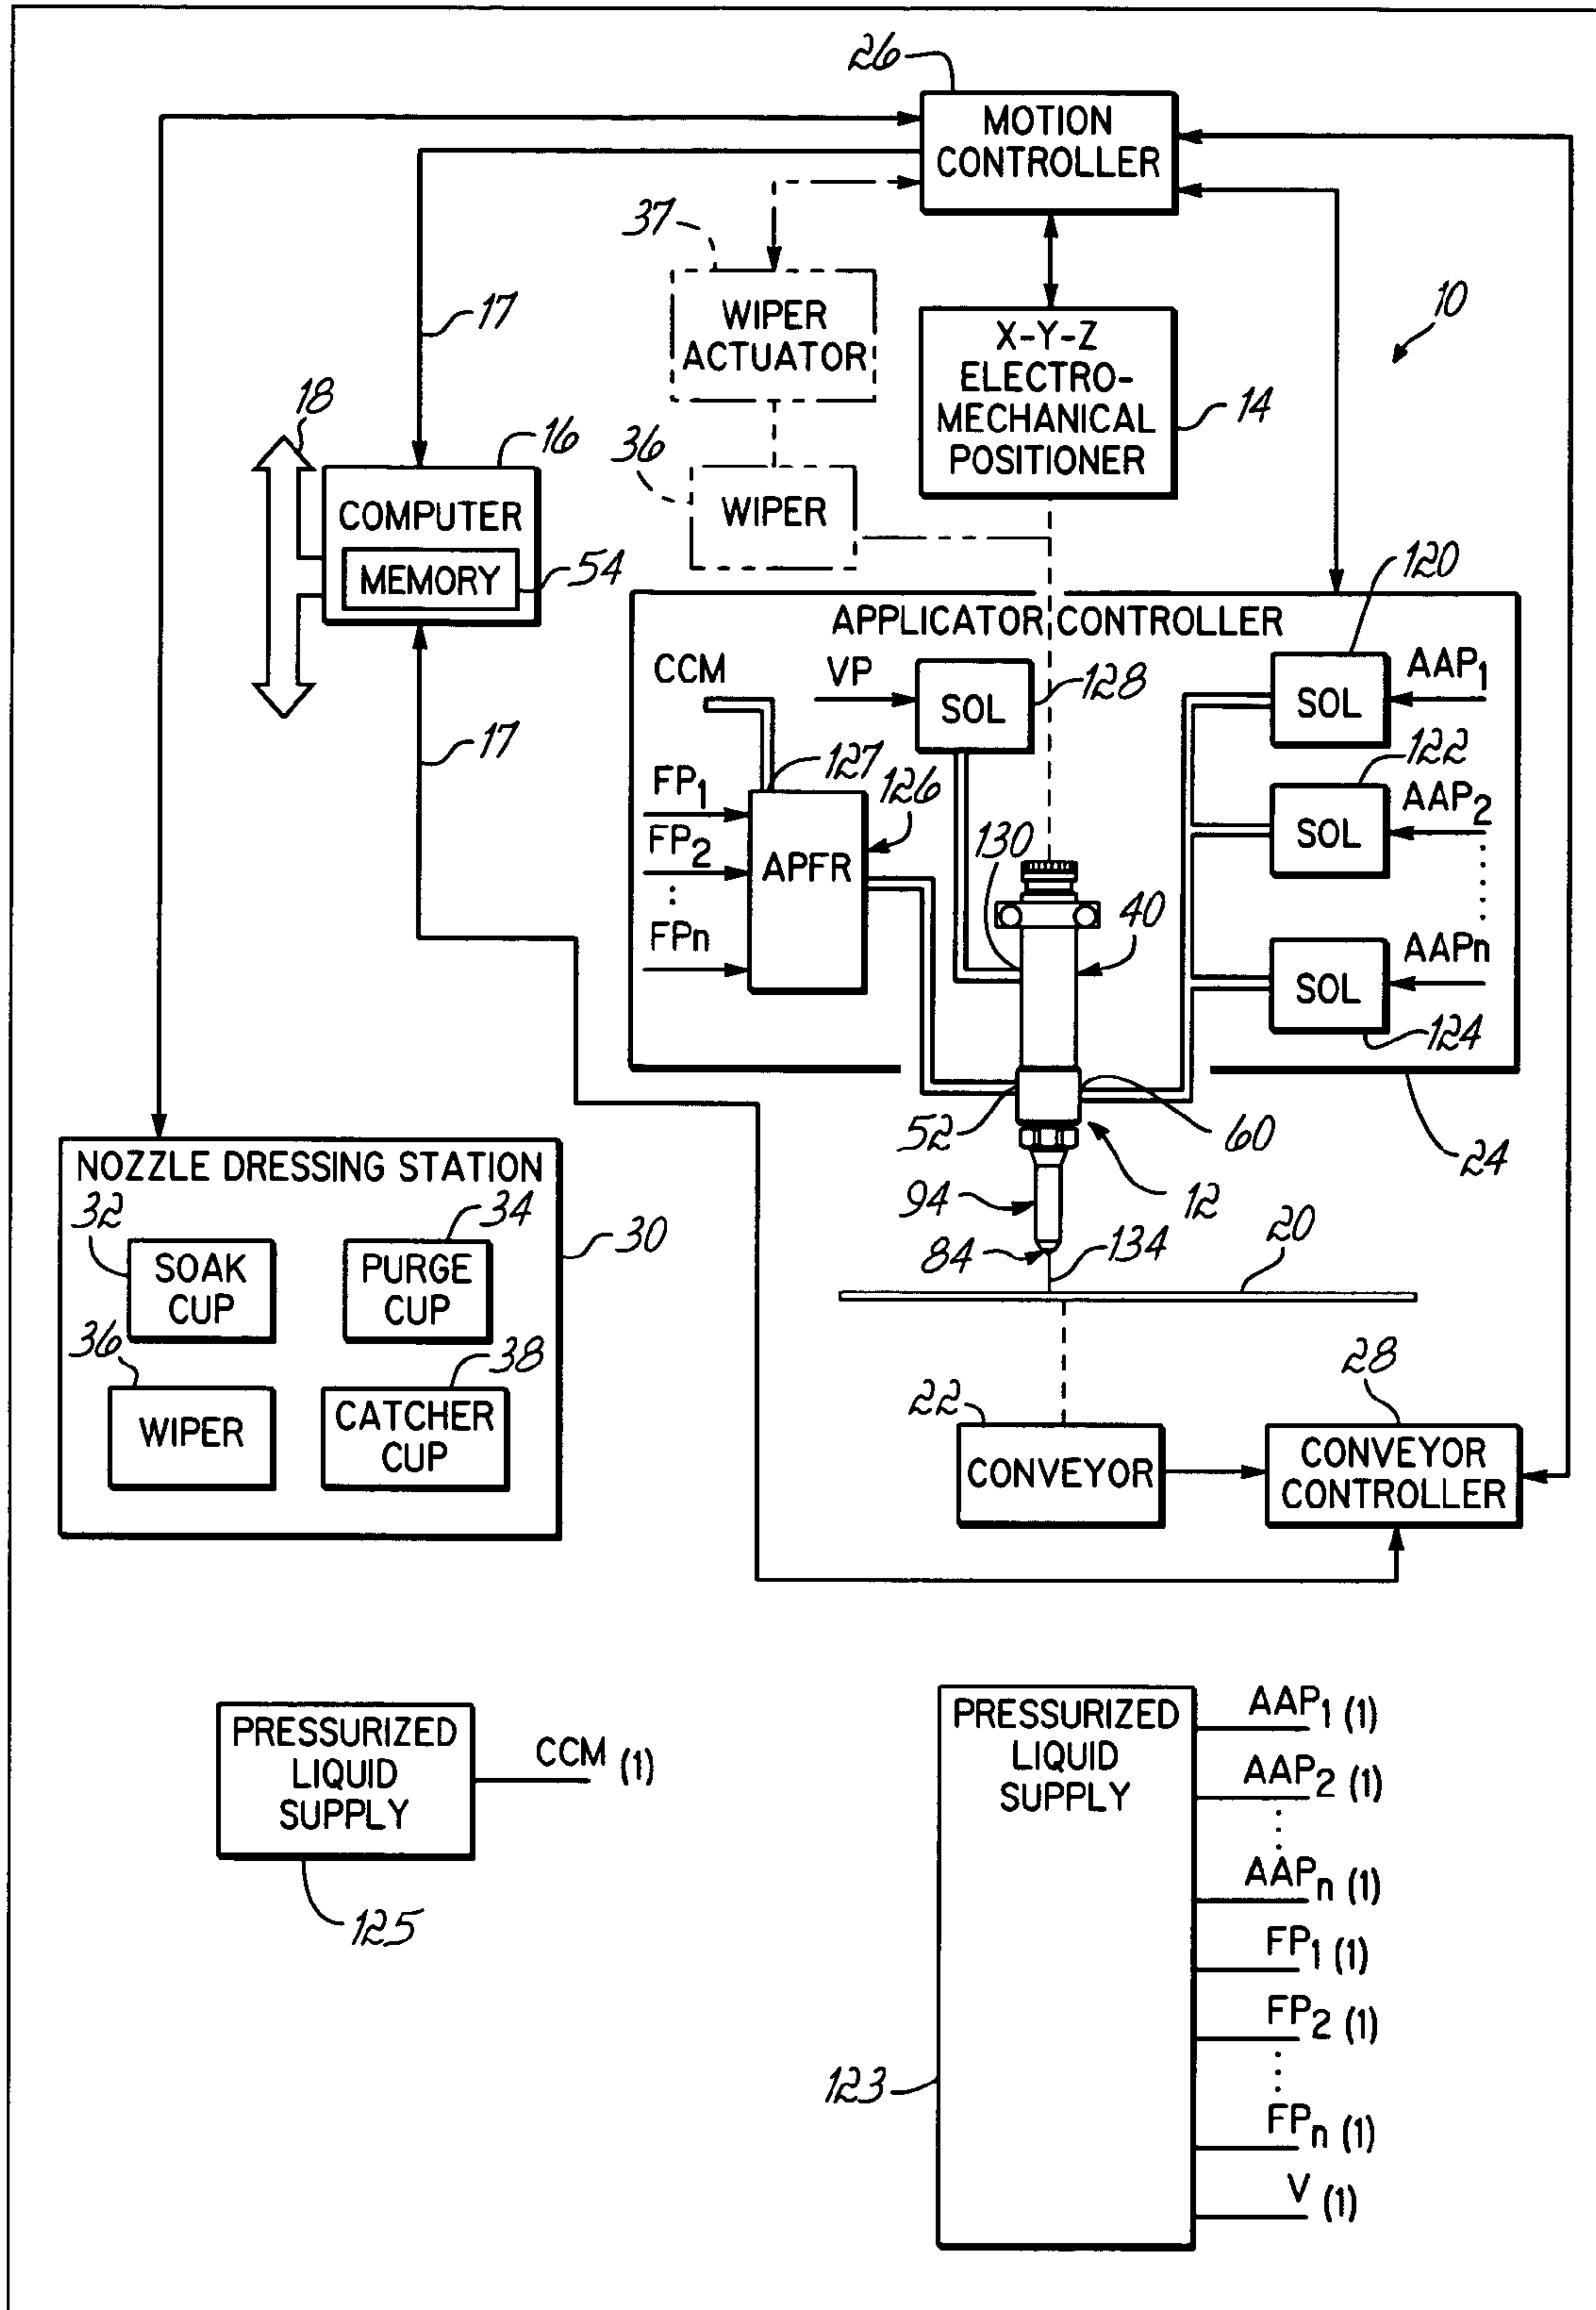 26
MOTION
CONTROLLER
37
WIPER
ACTUATOR
17
10
X-Y-Z
ELECTRO-
MECHANICAL
POSITIONER
14
18
16
COMPUTER
MEMORY
54
36
WIPER
120
APPLICATOR CONTROLLER
CCM
VP
SOL
128
SOL
AAP1
17
127
126
122
FP1
FP2
FPn
APFR
SOL
AAP2
130
40
SOL
AAPn
124
52
60
24
NOZZLE DRESSING STATION
32
34
30
SOAK
CUP
PURGE
CUP
36
38
WIPER
CATCHER
CUP
94
12
84
134
20
22
28
CONVEYOR
CONVEYOR
CONTROLLER
PRESSURIZED
LIQUID
SUPPLY
CCM (1)
125
PRESSURIZED
LIQUID
SUPPLY
123
AAP1 (1)
AAP2 (1)
AAPn (1)
FP1 (1)
FP2 (1)
FPn (1)
V (1)